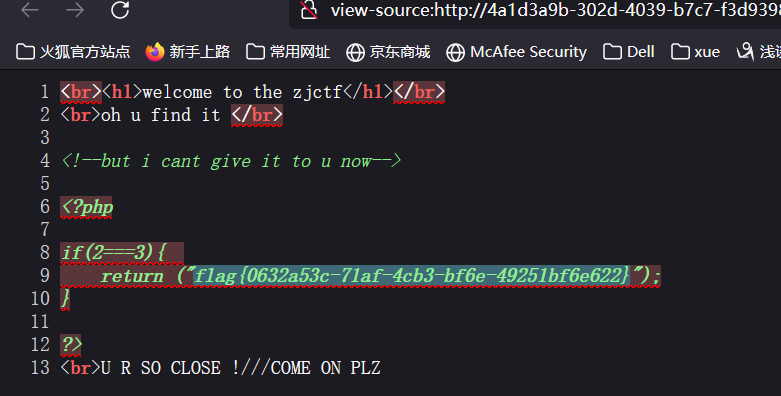 view-source:http://4a1d3a9b-302d-4039-b7c7-f3d9398
火狐官方站点 新手上路 常用网址 京东商城 McAfee Security Dell xue 浅谈
1 <br><h1>welcome to the zjctf</h1></br>
2 <br>oh u find it </br>
3
4 <!--but i cant give it to u now-->
5
6 <?php
7
8 if(2===3){
9 return ("flag{0632a53c-71af-4cb3-bf6e-49251bf6e622}");
10 }
11
12 ?>
13 <br>U R SO CLOSE !///COME ON PLZ